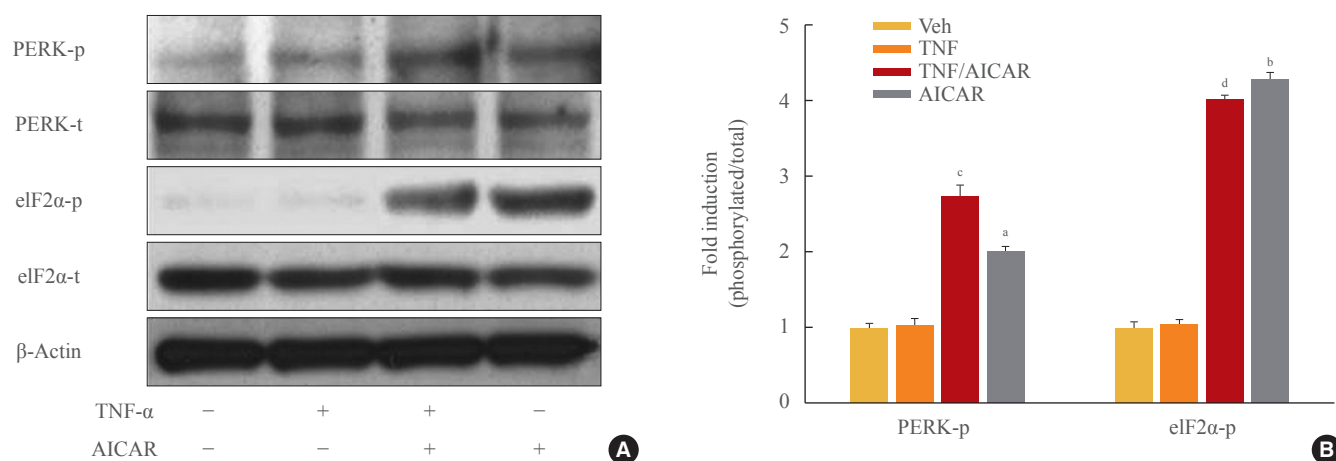 PERK-p
PERK-t
elF2α-p
elF2α-t
β-Actin
TNF-α − + + −
AICAR − − + +
A
Fold induction
(phosphorylated/total)
5
4
3
2
1
0
Veh
TNF
TNF/AICAR
AICAR
c
a
d
b
PERK-p
elF2α-p
B